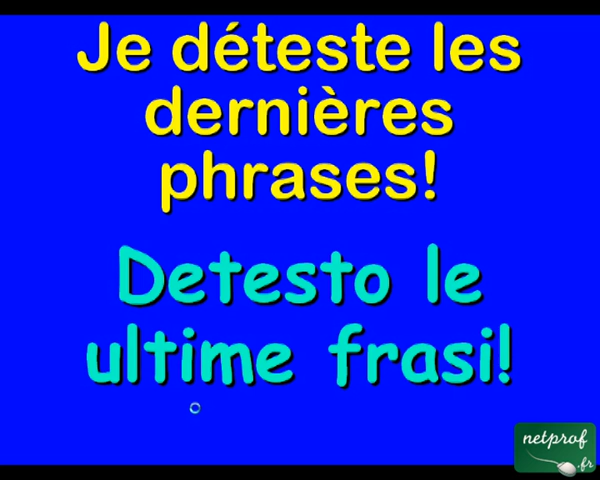 Je déteste les
dernières
phrases!
Detesto le
ultime frasi!
netprof
.fr